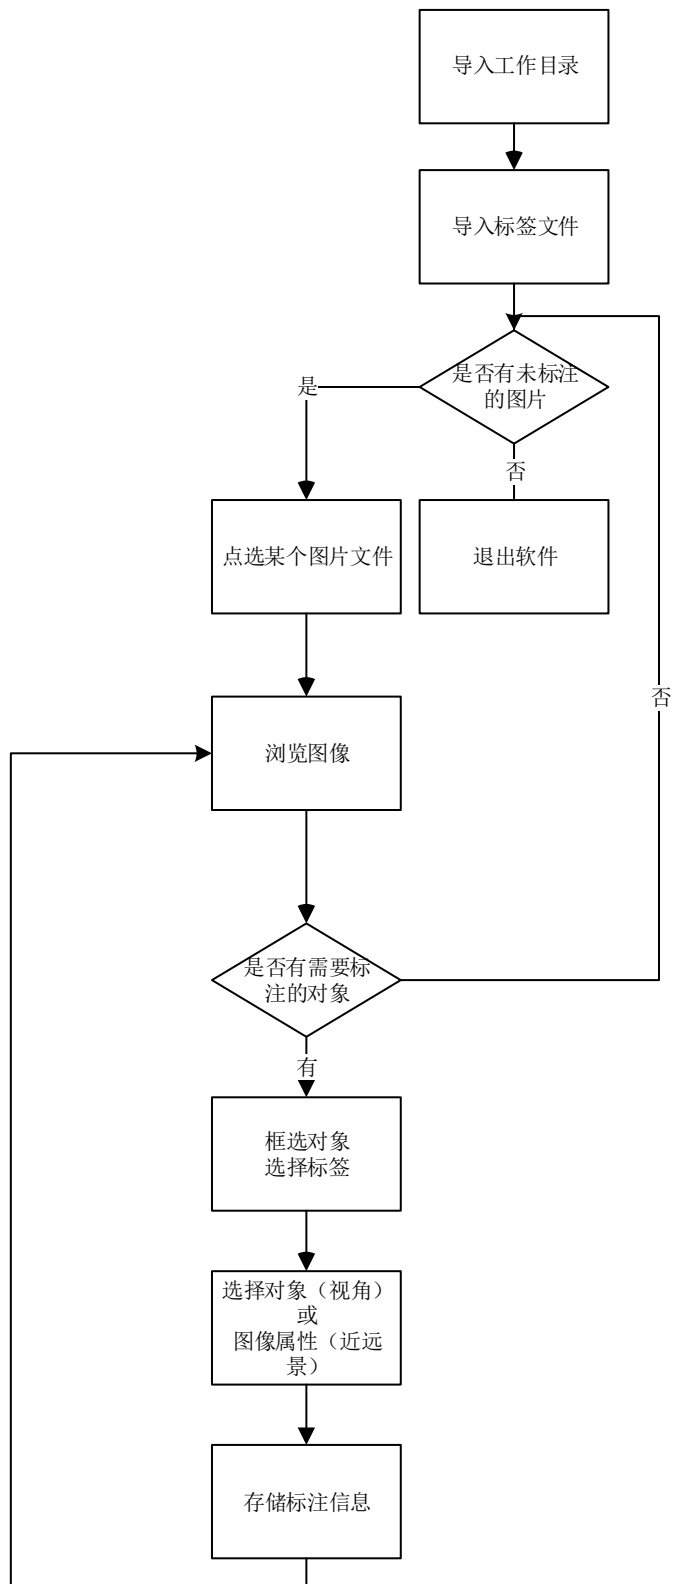 导入工作目录
导入标签文件
是否有未标注
的图片
是
否
点选某个图片文件
退出软件
否
浏览图像
是否有需要标
注的对象
有
框选对象
选择标签
选择对象（视角）
或
图像属性（近远
景）
存储标注信息